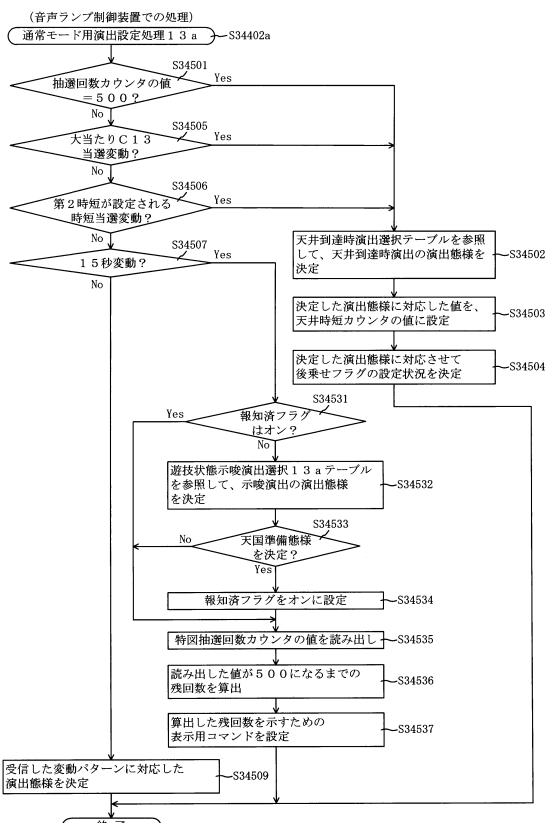 (音声ランプ制御装置での処理)
通常モード用演出設定処理13a
S34402a
S34501
抽選回数カウンタの値
=500?
Yes
No
S34505
大当たりC13
当選変動?
Yes
No
S34506
第2時短が設定される
時短当選変動?
Yes
No
S34507
15秒変動?
Yes
No
天井到達時演出選択テーブルを参照
して、天井到達時演出の演出態様を
決定
S34502
決定した演出態様に対応した値を、
天井時短カウンタの値に設定
S34503
決定した演出態様に対応させて
後乗せフラグの設定状況を決定
S34504
S34531
報知済フラグ
はオン?
Yes
No
遊技状態示唆演出選択13aテーブル
を参照して、示唆演出の演出態様
を決定
S34532
S34533
天国準備態様
を決定?
No
Yes
報知済フラグをオンに設定
S34534
特図抽選回数カウンタの値を読み出し
S34535
読み出した値が500になるまでの
残回数を算出
S34536
算出した残回数を示すための
表示用コマンドを設定
S34537
受信した変動パターンに対応した
演出態様を決定
S34509